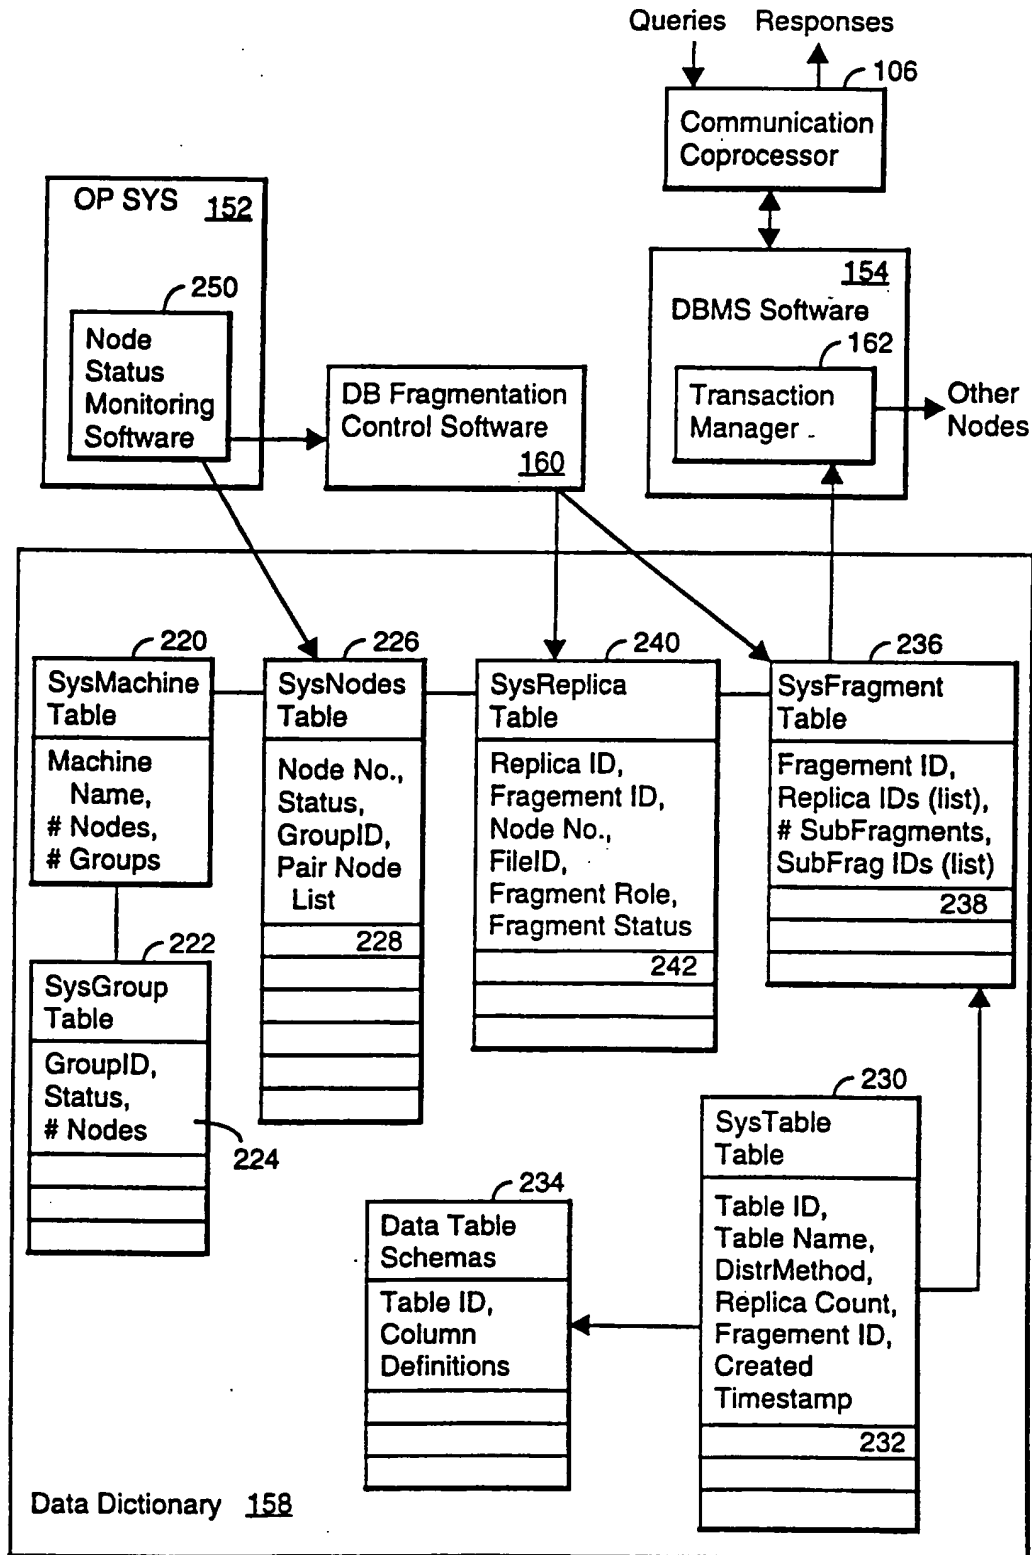 Queries Responses
106
Communication
Coprocessor
OP SYS 152
250
Node
Status
Monitoring
Software
DB Fragmentation
Control Software
160
154
DBMS Software
162
Transaction
Manager
Other
Nodes
220
SysMachine
Table
Machine
Name,
# Nodes,
# Groups
222
SysGroup
Table
GroupID,
Status,
# Nodes
224
226
SysNodes
Table
Node No.,
Status,
GroupID,
Pair Node
List
228
240
SysReplica
Table
Replica ID,
Fragement ID,
Node No.,
FileID,
Fragment Role,
Fragment Status
242
236
SysFragment
Table
Fragement ID,
Replica IDs (list),
# SubFragments,
SubFrag IDs (list)
238
234
Data Table
Schemas
Table ID,
Column
Definitions
230
SysTable
Table
Table ID,
Table Name,
DistrMethod,
Replica Count,
Fragement ID,
Created
Timestamp
232
Data Dictionary 158